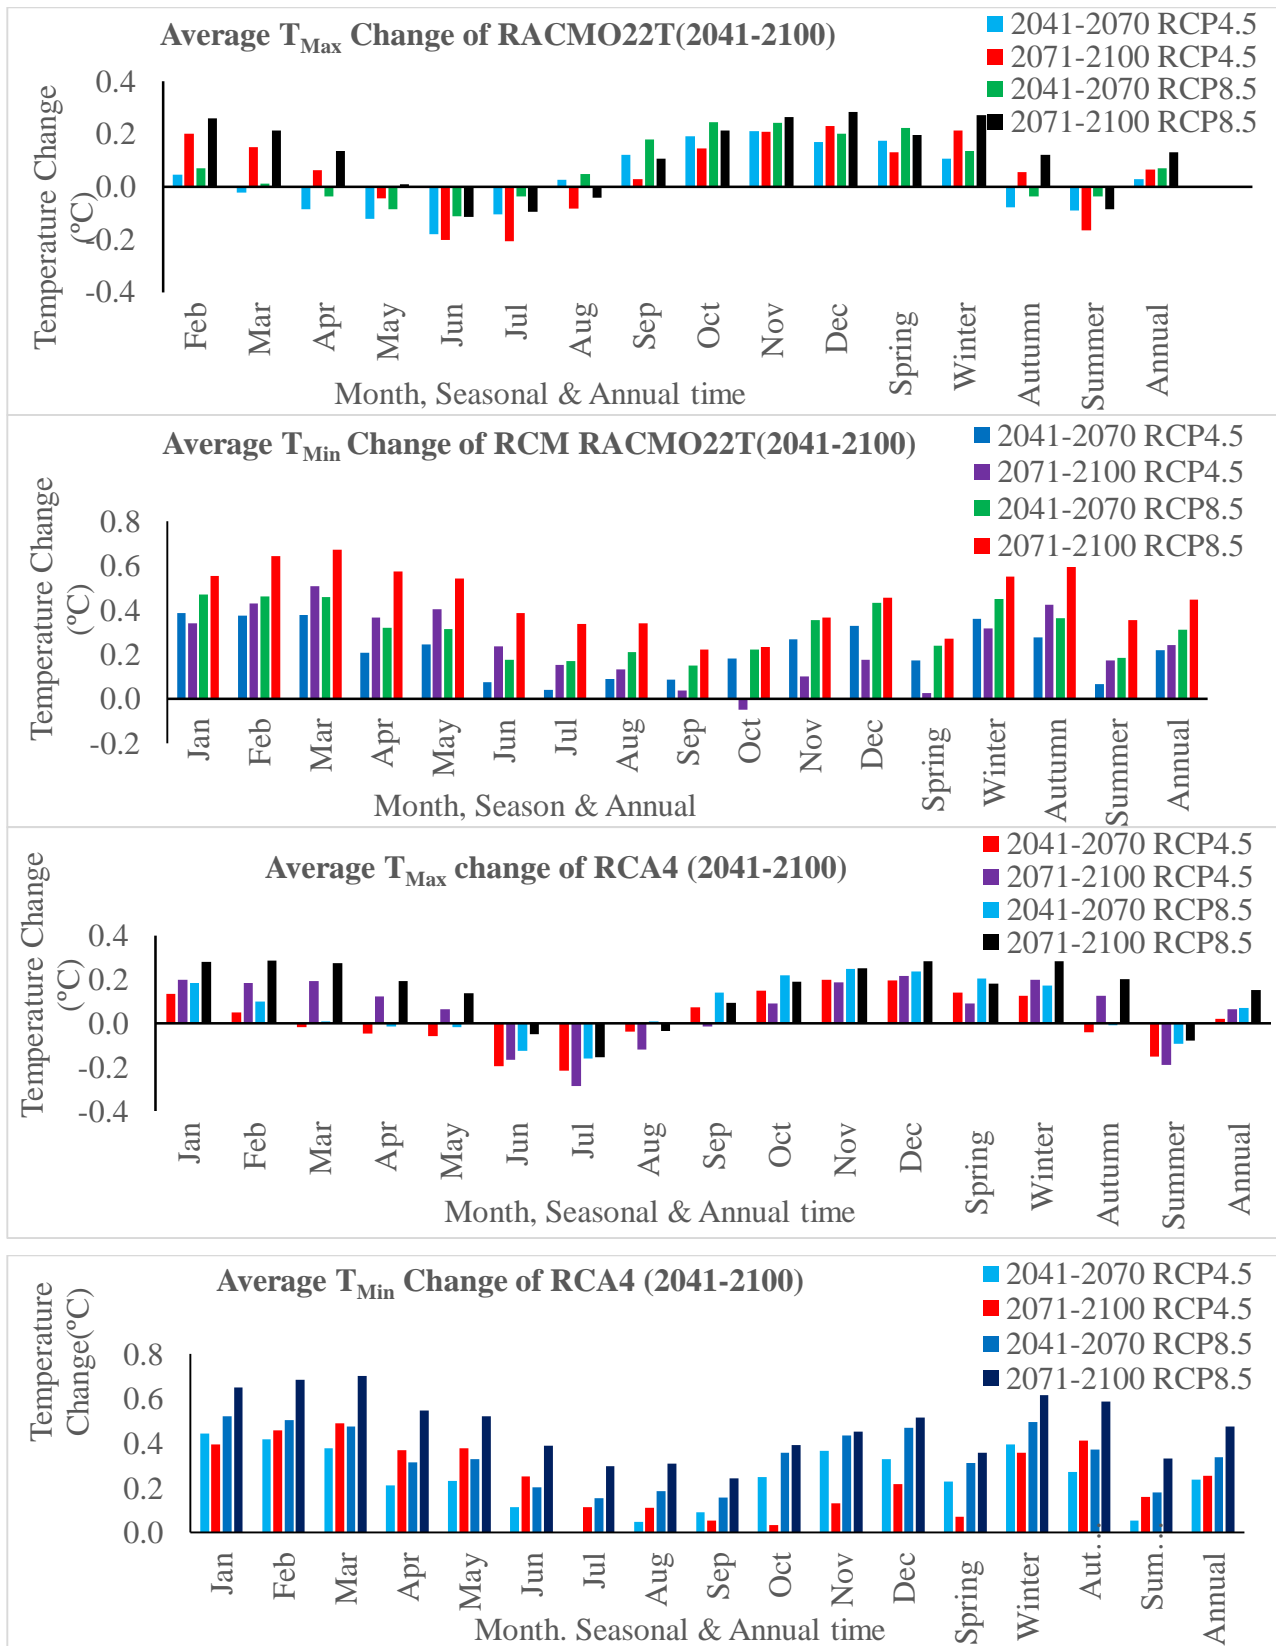 Average TMax Change of RACMO22T(2041-2100)
2041-2070 RCP4.5
2071-2100 RCP4.5
2041-2070 RCP8.5
2071-2100 RCP8.5
Temperature Change
(ºC)
0.4
0.2
0.0
-0.2
-0.4
Feb
Mar
Apr
May
Jun
Jul
Aug
Sep
Oct
Nov
Dec
Spring
Winter
Autumn
Summer
Annual
Month, Seasonal & Annual time
Average TMin Change of RCM RACMO22T(2041-2100)
2041-2070 RCP4.5
2071-2100 RCP4.5
2041-2070 RCP8.5
2071-2100 RCP8.5
Temperature Change
(ºC)
0.8
0.6
0.4
0.2
0.0
-0.2
Jan
Feb
Mar
Apr
May
Jun
Jul
Aug
Sep
Oct
Nov
Dec
Spring
Winter
Autumn
Summer
Annual
Month, Season & Annual
Average TMax change of RCA4 (2041-2100)
2041-2070 RCP4.5
2071-2100 RCP4.5
2041-2070 RCP8.5
2071-2100 RCP8.5
Temperature Change
(ºC)
0.4
0.2
0.0
-0.2
-0.4
Jan
Feb
Mar
Apr
May
Jun
Jul
Aug
Sep
Oct
Nov
Dec
Spring
Winter
Autumn
Summer
Annual
Month, Seasonal & Annual time
Average TMin Change of RCA4 (2041-2100)
2041-2070 RCP4.5
2071-2100 RCP4.5
2041-2070 RCP8.5
2071-2100 RCP8.5
Temperature
Change(ºC)
0.8
0.6
0.4
0.2
0.0
Jan
Feb
Mar
Apr
May
Jun
Jul
Aug
Sep
Oct
Nov
Dec
Spring
Winter
Aut…
Sum…
Annual
Month. Seasonal & Annual time